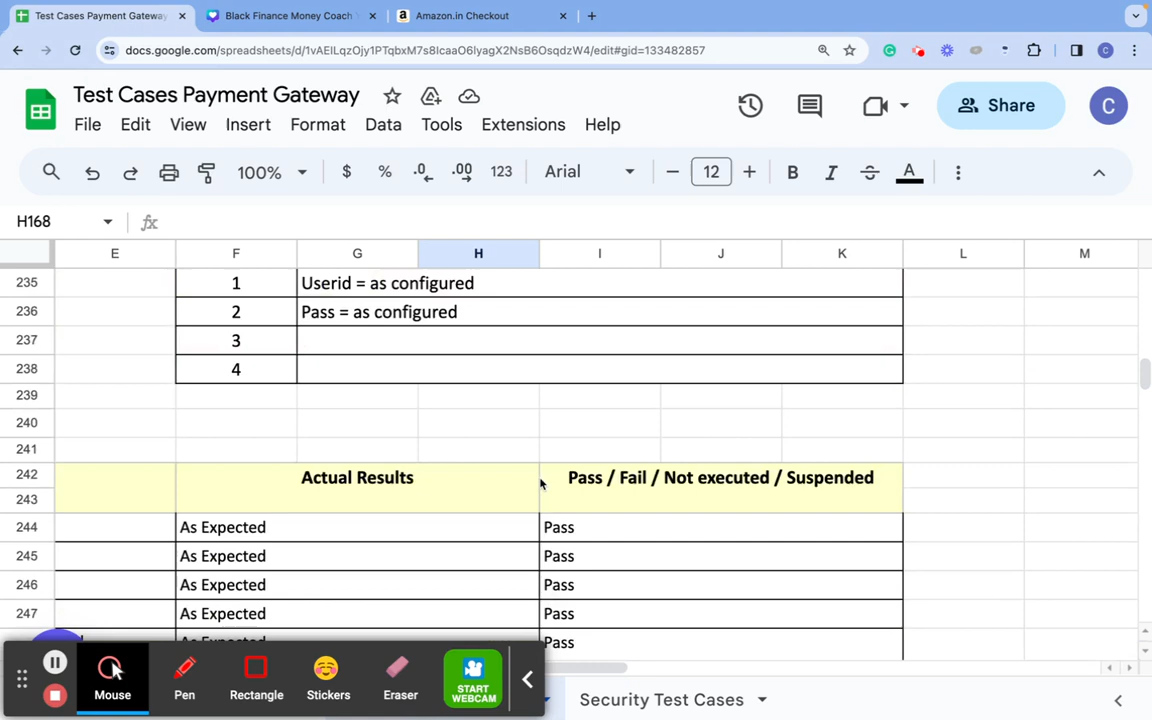 Test Cases Payment Gateway
Black Finance Money Coach
Amazon.in Checkout
docs.google.com/spreadsheets/d/1vAEILqzOjy1PTqbxM7s8IcaaO6IyagX2NsB6OsqdzW4/edit#gid=133482857
C
Test Cases Payment Gateway
File Edit View Insert Format Data Tools Extensions Help
Share
C
100% $ % .0 .00 123 Arial 12 B I S A
H168 fx
E F G H I J K L M
235 1 Userid = as configured
236 2 Pass = as configured
237 3
238 4
239
240
241
242 Actual Results Pass / Fail / Not executed / Suspended
243
244 As Expected Pass
245 As Expected Pass
246 As Expected Pass
247 As Expected Pass
As Expected Pass
Mouse Pen Rectangle Stickers Eraser START WEBCAM
Security Test Cases